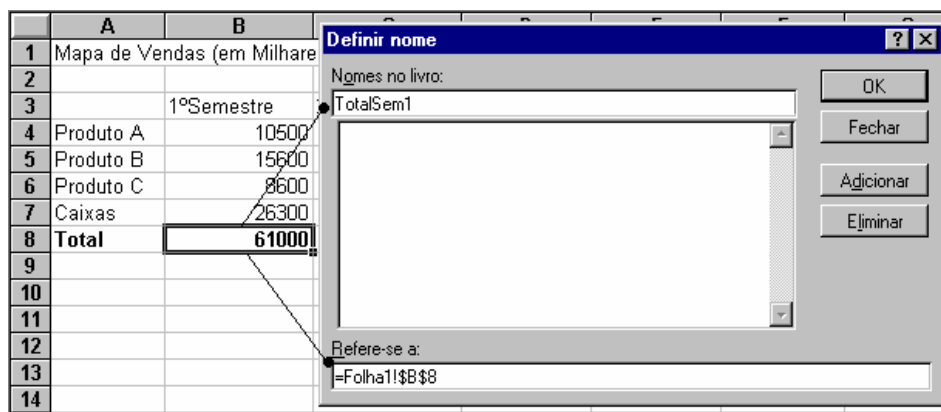 A B
Definir nome
1 Mapa de Vendas (em Milhare
2
3 1ºSemestre
4 Produto A 10500
5 Produto B 15600
6 Produto C 8600
7 Caixas 26300
8 Total 61000
9
10
11
12
13
14
Nomes no livro:
TotalSem1
OK
Fechar
Adicionar
Eliminar
Refere-se a:
=Folha1!$B$8